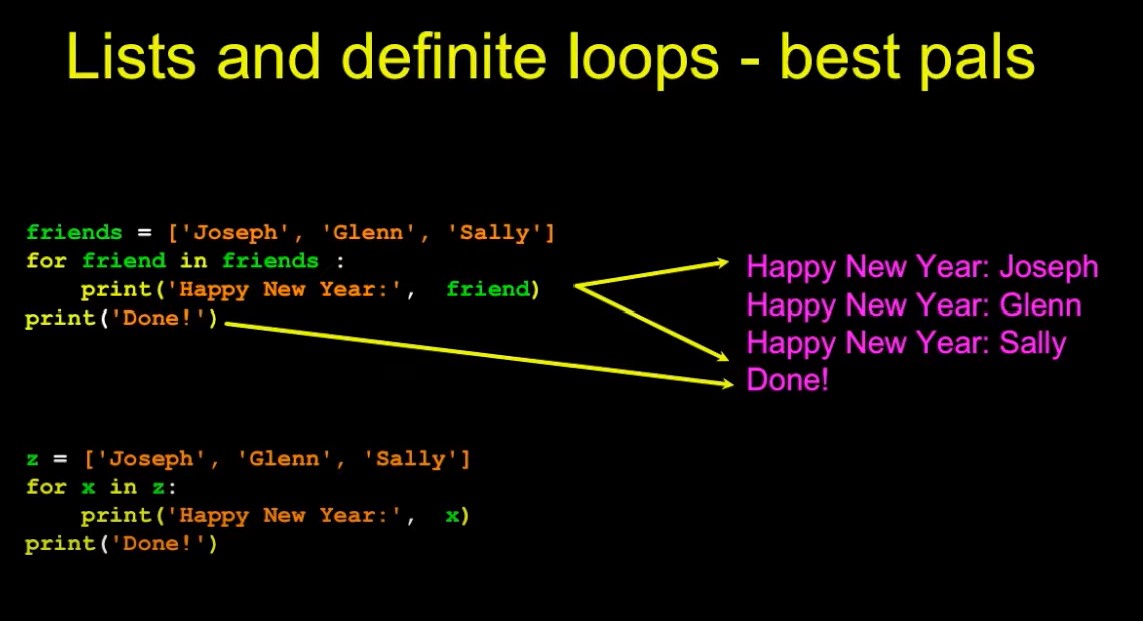 Lists and definite loops - best pals
friends = ['Joseph', 'Glenn', 'Sally']
for friend in friends :
    print('Happy New Year:',  friend)
print('Done!')
Happy New Year: Joseph
Happy New Year: Glenn
Happy New Year: Sally
Done!
z = ['Joseph', 'Glenn', 'Sally']
for x in z:
    print('Happy New Year:',  x)
print('Done!')